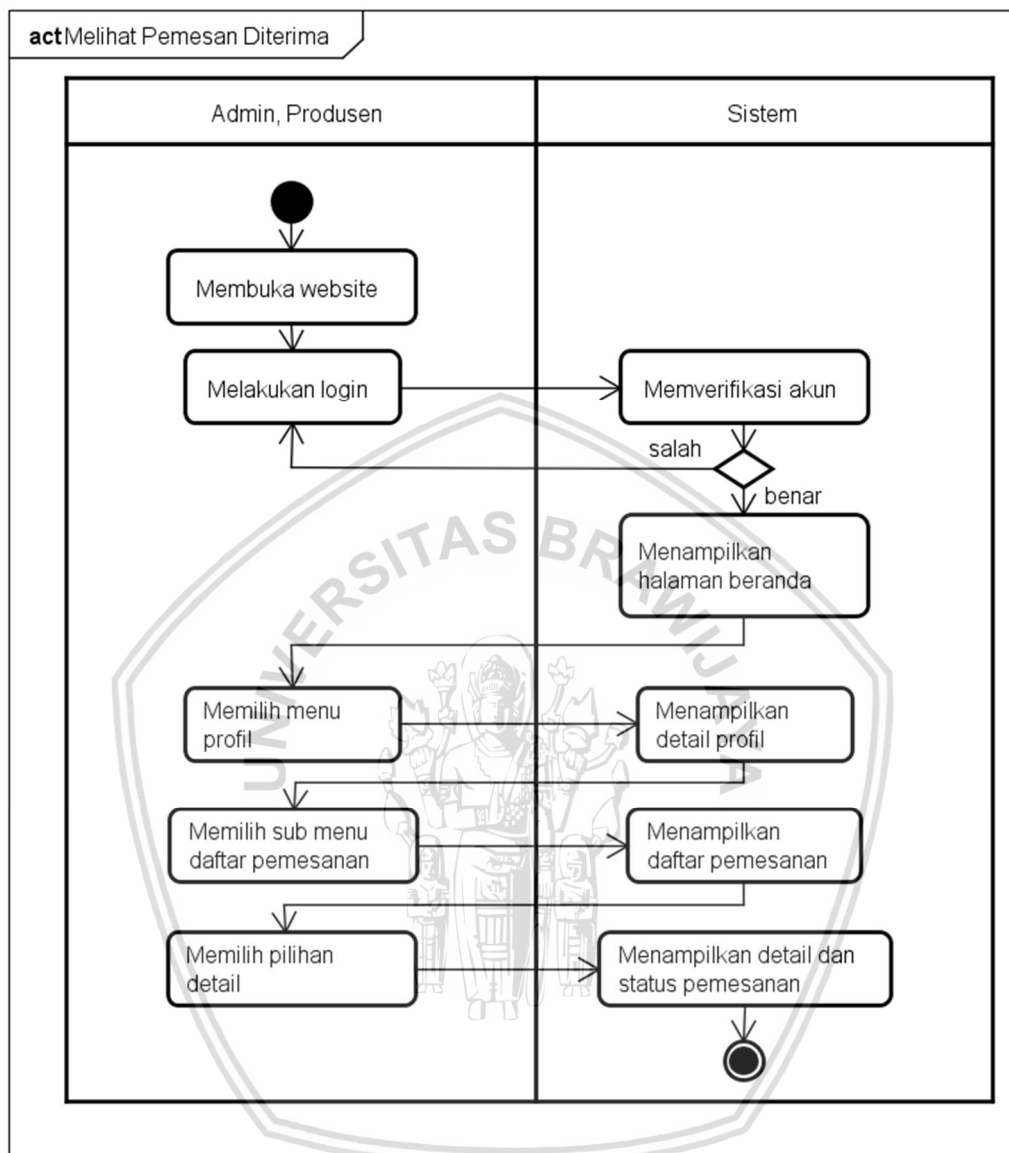 act Melihat Pemesan Diterima
Admin, Produsen
Sistem
Membuka website
Melakukan login
Memverifikasi akun
salah
benar
Menampilkan
halaman beranda
Memilih menu
profil
Menampilkan
detail profil
Memilih sub menu
daftar pemesanan
Menampilkan
daftar pemesanan
Memilih pilihan
detail
Menampilkan detail dan
status pemesanan
UNIVERSITAS BRAWIJAYA